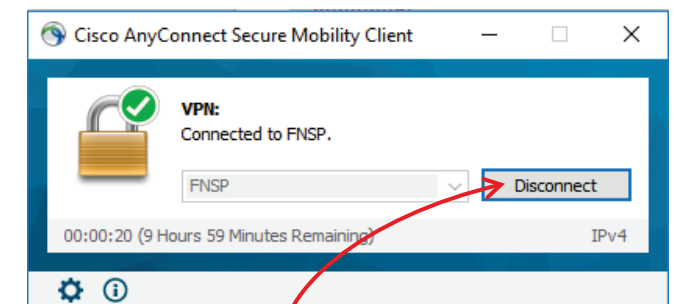 Cisco AnyConnect Secure Mobility Client
VPN:
Connected to FNSP.
FNSP
Disconnect
00:00:20 (9 Hours 59 Minutes Remaining)
IPv4